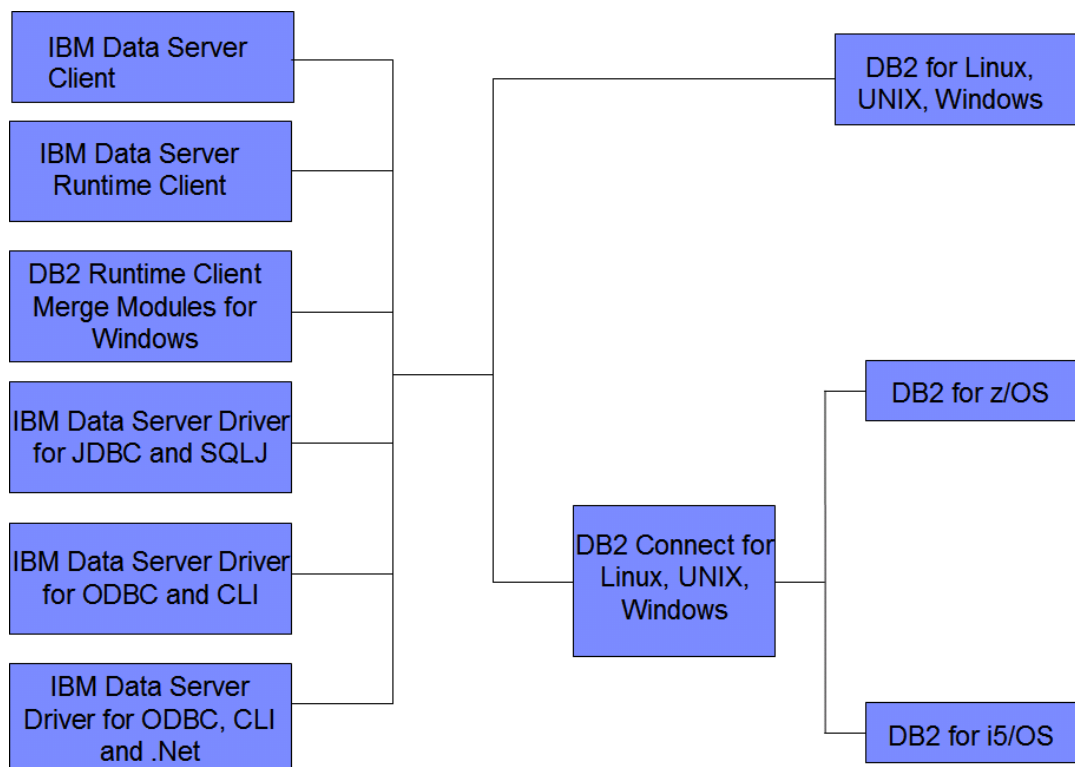 IBM Data Server
Client
IBM Data Server
Runtime Client
DB2 Runtime Client
Merge Modules for
Windows
IBM Data Server Driver
for JDBC and SQLJ
IBM Data Server Driver
for ODBC and CLI
IBM Data Server
Driver for ODBC, CLI
and .Net
DB2 for Linux,
UNIX, Windows
DB2 Connect for
Linux, UNIX,
Windows
DB2 for z/OS
DB2 for i5/OS